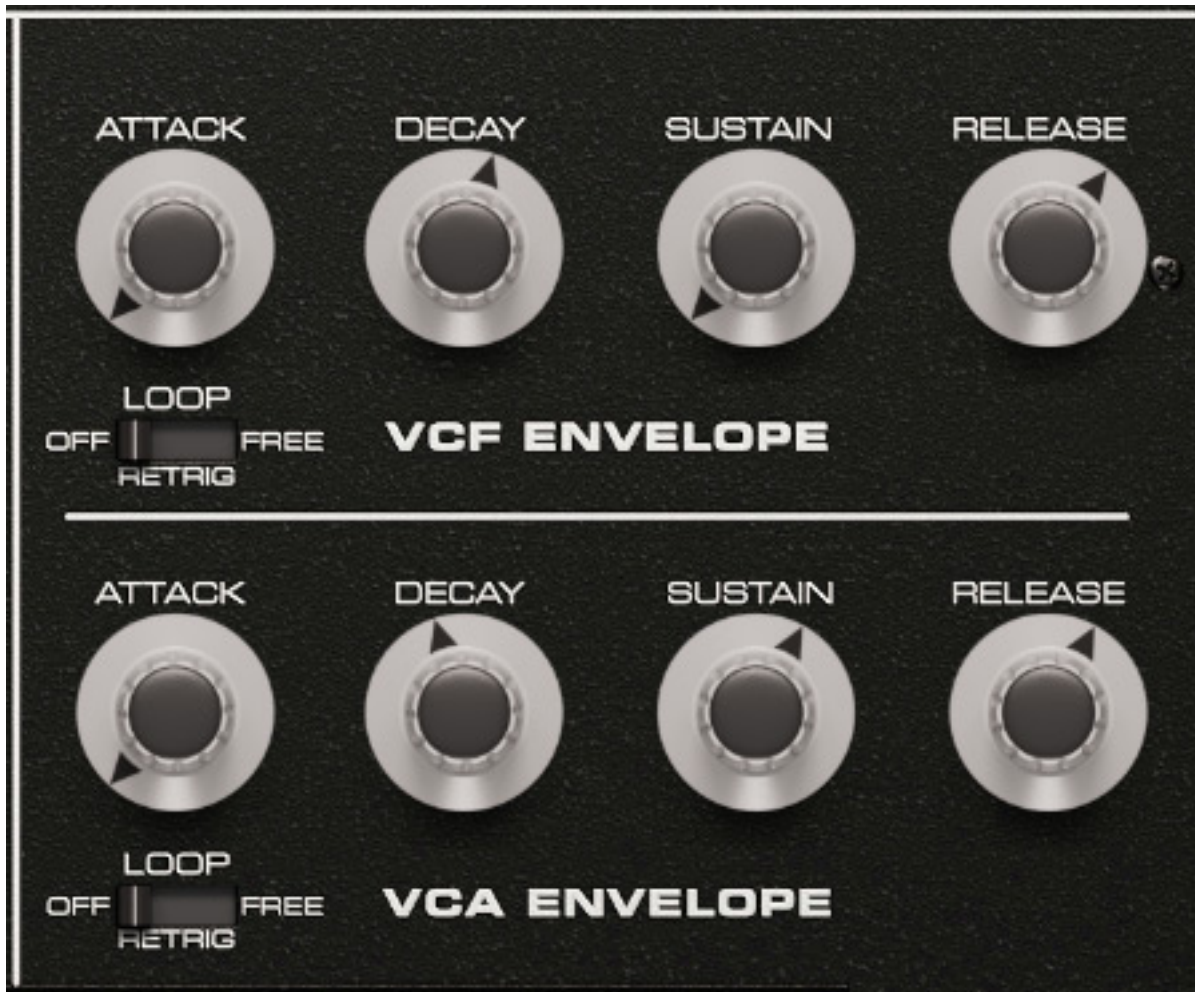 ATTACK DECAY SUSTAIN RELEASE
LOOP
OFF FREE
RETRIG
VCF ENVELOPE
ATTACK DECAY SUSTAIN RELEASE
LOOP
OFF FREE
RETRIG
VCA ENVELOPE